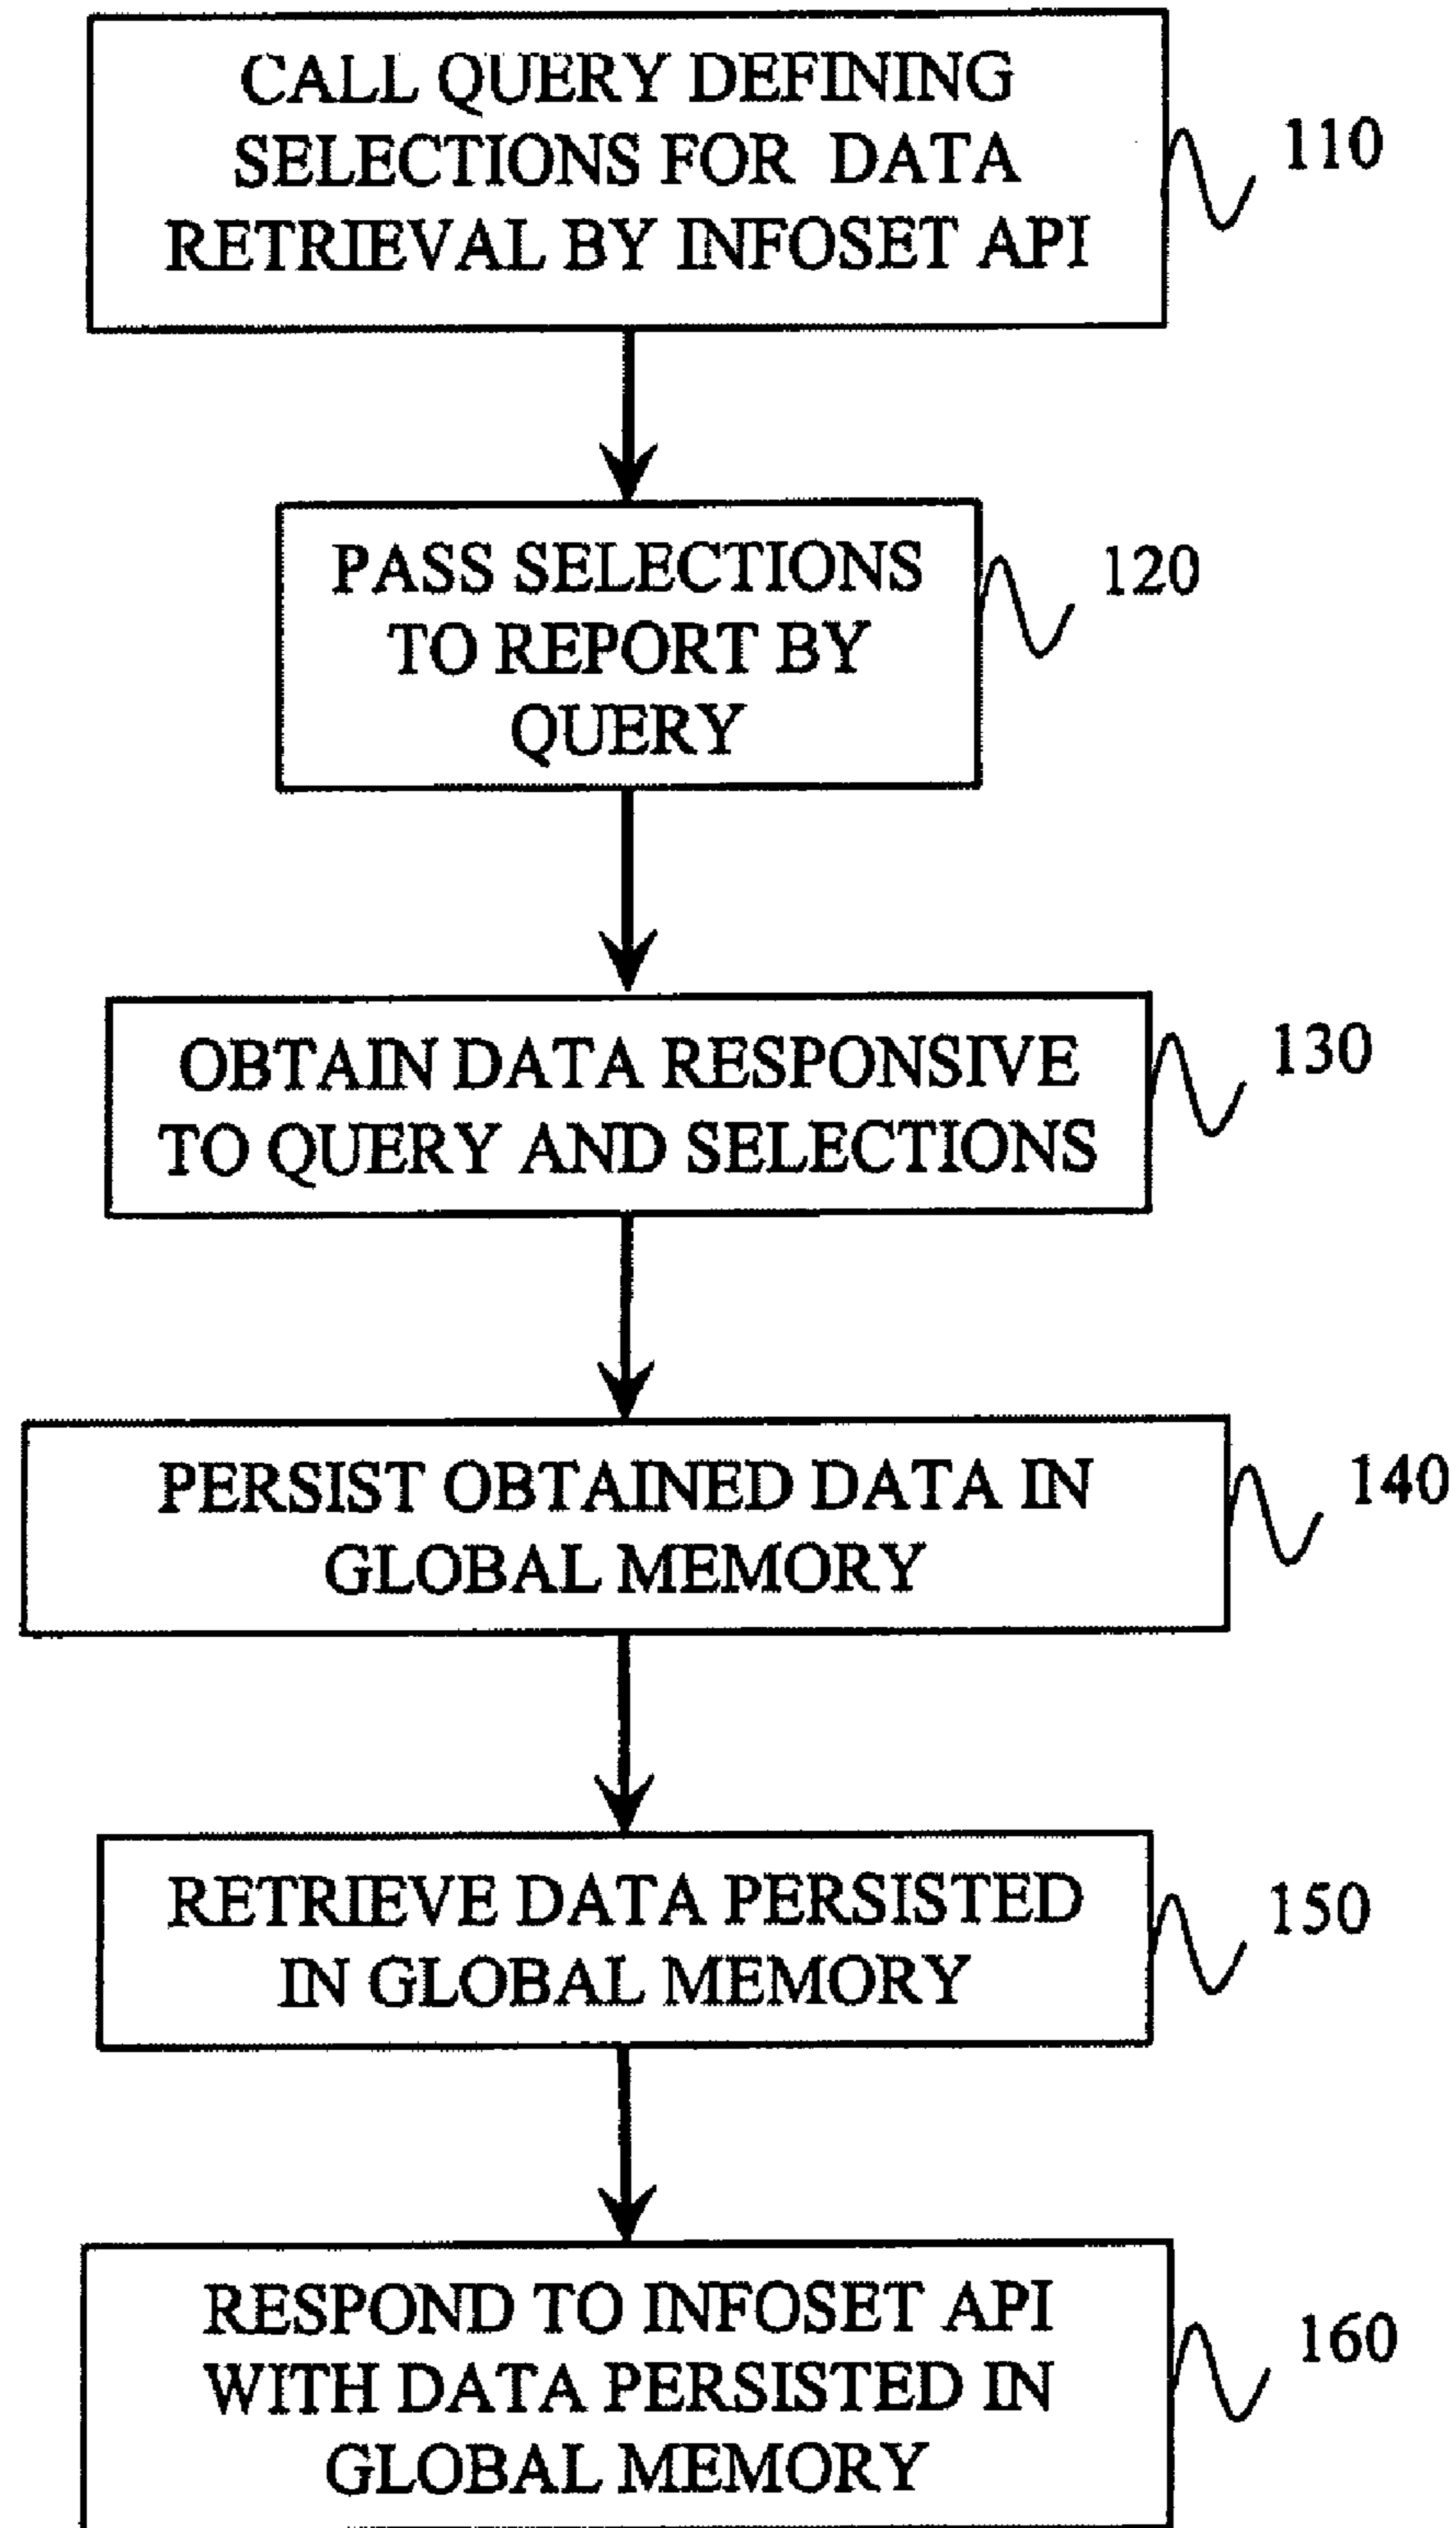 CALL QUERY DEFINING
SELECTIONS FOR DATA
RETRIEVAL BY INFOSET API
110
PASS SELECTIONS
TO REPORT BY
QUERY
120
OBTAIN DATA RESPONSIVE
TO QUERY AND SELECTIONS
130
PERSIST OBTAINED DATA IN
GLOBAL MEMORY
140
RETRIEVE DATA PERSISTED
IN GLOBAL MEMORY
150
RESPOND TO INFOSET API
WITH DATA PERSISTED IN
GLOBAL MEMORY
160